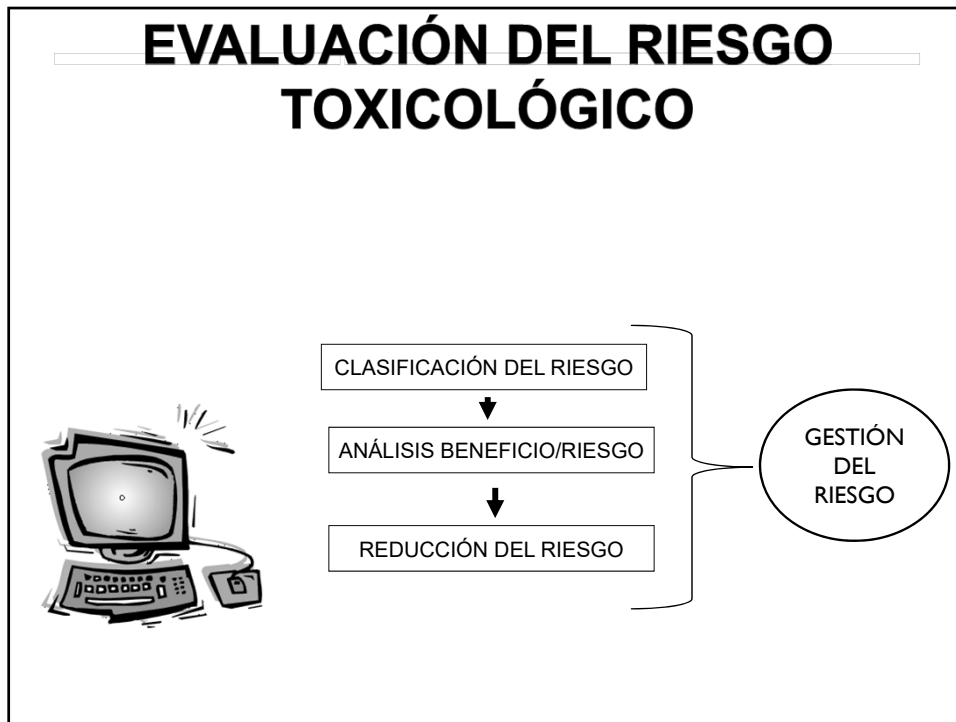 EVALUACIÓN DEL RIESGO
TOXICOLÓGICO
CLASIFICACIÓN DEL RIESGO
ANÁLISIS BENEFICIO/RIESGO
REDUCCIÓN DEL RIESGO
GESTIÓN
DEL
RIESGO